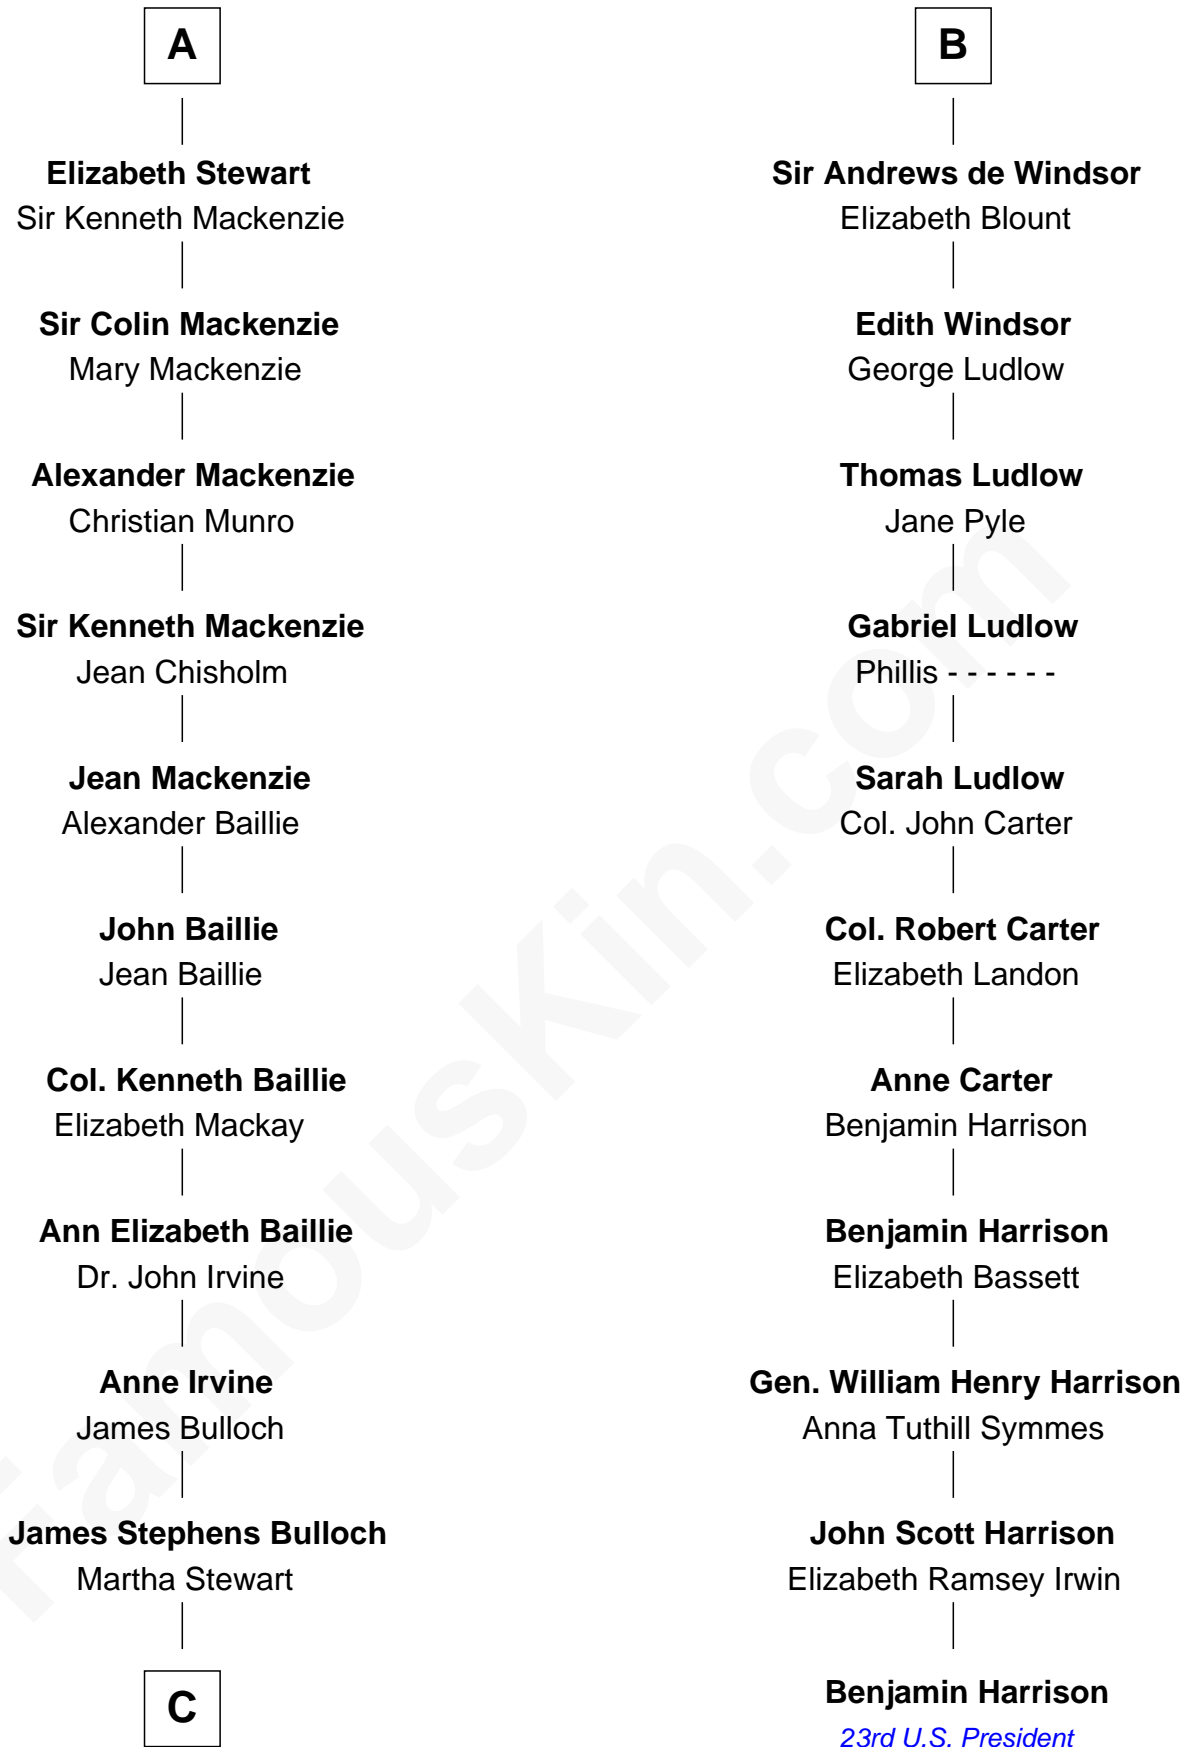 A
Elizabeth Stewart
Sir Kenneth Mackenzie
Sir Colin Mackenzie
Mary Mackenzie
Alexander Mackenzie
Christian Munro
Sir Kenneth Mackenzie
Jean Chisholm
Jean Mackenzie
Alexander Baillie
John Baillie
Jean Baillie
Col. Kenneth Baillie
Elizabeth Mackay
Ann Elizabeth Baillie
Dr. John Irvine
Anne Irvine
James Bulloch
James Stephens Bulloch
Martha Stewart
C
B
Sir Andrews de Windsor
Elizabeth Blount
Edith Windsor
George Ludlow
Thomas Ludlow
Jane Pyle
Gabriel Ludlow
Phillis - - - - - -
Sarah Ludlow
Col. John Carter
Col. Robert Carter
Elizabeth Landon
Anne Carter
Benjamin Harrison
Benjamin Harrison
Elizabeth Bassett
Gen. William Henry Harrison
Anna Tuthill Symmes
John Scott Harrison
Elizabeth Ramsey Irwin
Benjamin Harrison
23rd U.S. President
FamousKin.com